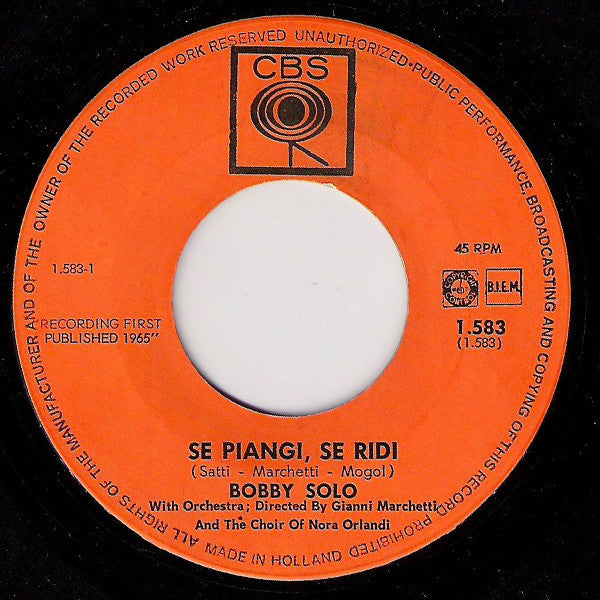 ALL RIGHTS OF THE MANUFACTURER AND OF THE OWNER OF THE RECORDED WORK RESERVED UNAUTHORIZED·PUBLIC PERFORMANCE, BROADCASTING AND COPYING OF THIS RECORD PROHIBITED
CBS
45 RPM
1.583-1
COPYRIGHT CONTROL
B.I.E.M.
RECORDING FIRST
PUBLISHED 1965"
1.583
(1.583)
SE PIANGI, SE RIDI
(Satti - Marchetti - Mogol)
BOBBY SOLO
With Orchestra; Directed By Gianni Marchetti
And The Choir Of Nora Orlandi
MADE IN HOLLAND